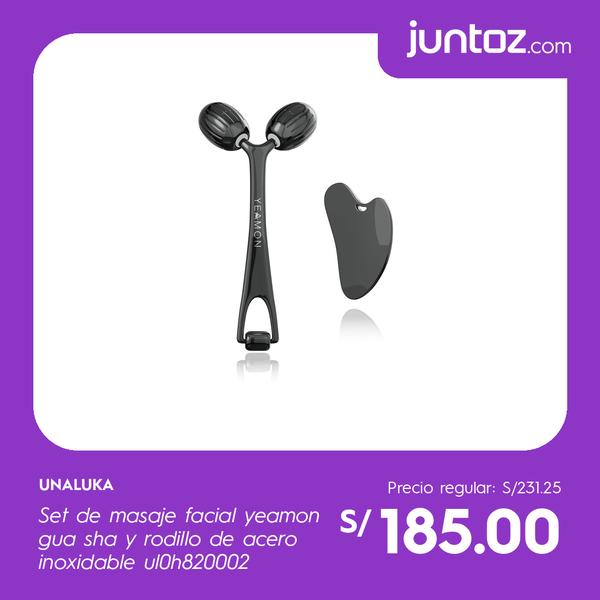 juntoz.com
YEAMON
UNALUKA
Set de masaje facial yeamon
gua sha y rodillo de acero
inoxidable ul0h820002
Precio regular: S/231.25
S/185.00